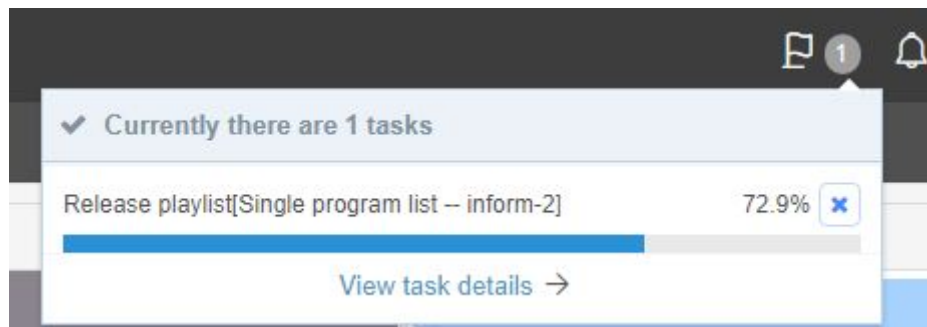 1
Currently there are 1 tasks
Release playlist[Single program list -- inform-2] 72.9%
View task details →